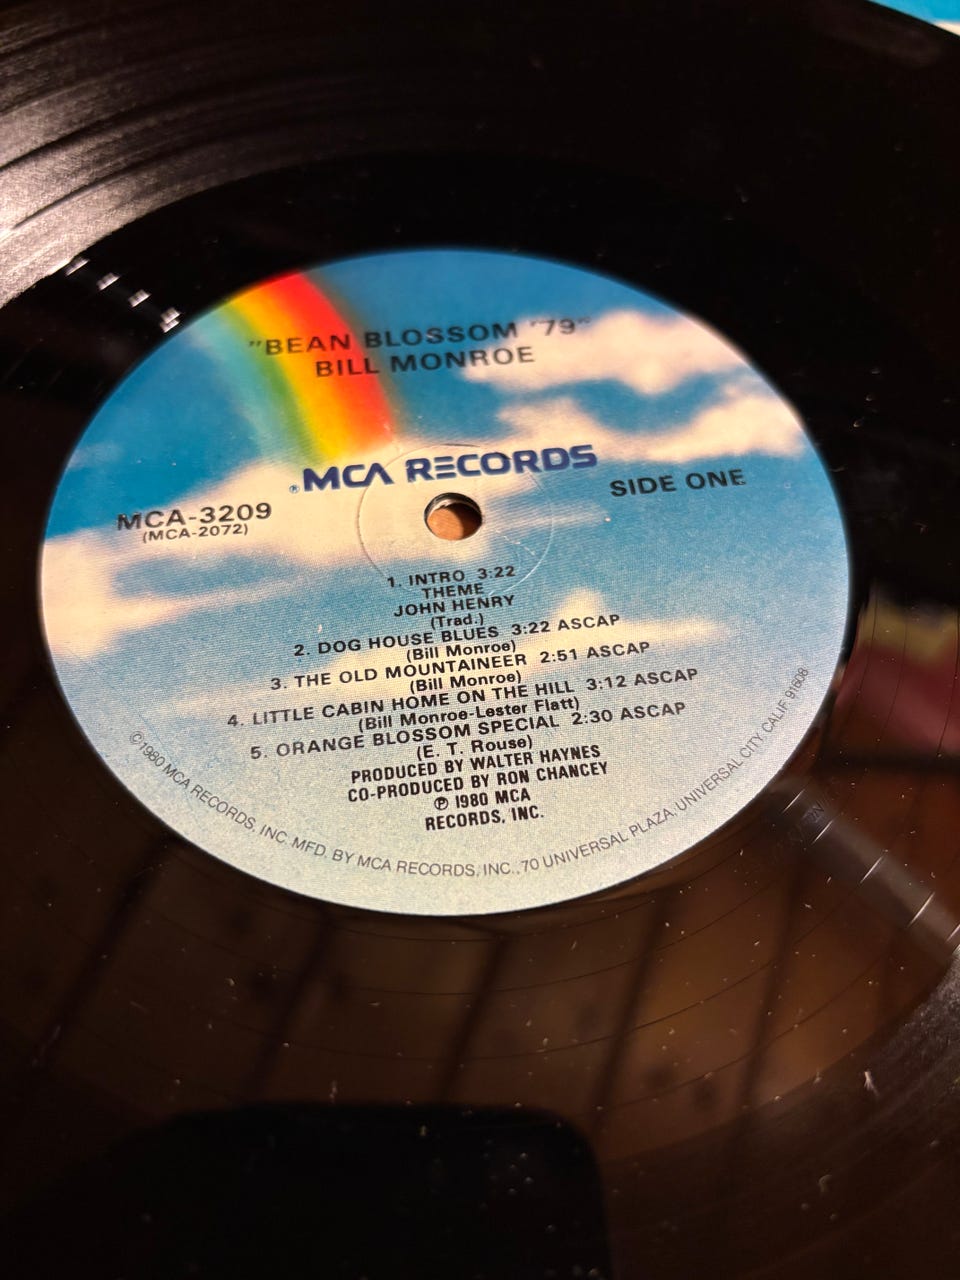 "BEAN BLOSSOM '79"
BILL MONROE
®MCA RECORDS
MCA-3209
(MCA-2072)
SIDE ONE
1. INTRO 3:22
THEME
JOHN HENRY
(Trad.)
2. DOG HOUSE BLUES 3:22 ASCAP
(Bill Monroe)
3. THE OLD MOUNTAINEER 2:51 ASCAP
(Bill Monroe)
4. LITTLE CABIN HOME ON THE HILL 3:12 ASCAP
(Bill Monroe-Lester Flatt)
5. ORANGE BLOSSOM SPECIAL 2:30 ASCAP
(E. T. Rouse)
PRODUCED BY WALTER HAYNES
CO-PRODUCED BY RON CHANCEY
℗ 1980 MCA
RECORDS, INC.
©1980 MCA RECORDS, INC. MFD. BY MCA RECORDS, INC., 70 UNIVERSAL PLAZA, UNIVERSAL CITY, CALIF. 91608